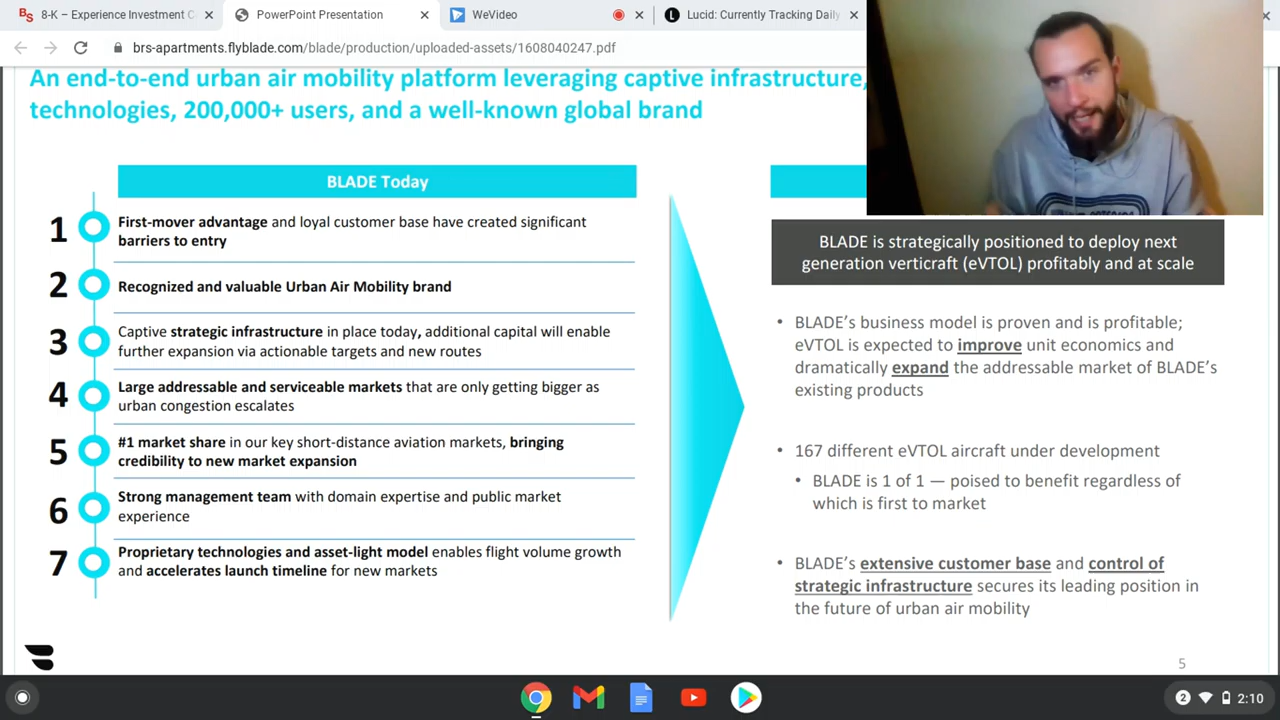 8-K – Experience Investment C
PowerPoint Presentation
WeVideo
Lucid: Currently Tracking Daily
brs-apartments.flyblade.com/blade/production/uploaded-assets/1608040247.pdf
An end-to-end urban air mobility platform leveraging captive infrastructure,
technologies, 200,000+ users, and a well-known global brand
BLADE Today
1 First-mover advantage and loyal customer base have created significant
barriers to entry
2 Recognized and valuable Urban Air Mobility brand
3 Captive strategic infrastructure in place today, additional capital will enable
further expansion via actionable targets and new routes
4 Large addressable and serviceable markets that are only getting bigger as
urban congestion escalates
5 #1 market share in our key short-distance aviation markets, bringing
credibility to new market expansion
6 Strong management team with domain expertise and public market
experience
7 Proprietary technologies and asset-light model enables flight volume growth
and accelerates launch timeline for new markets
BLADE is strategically positioned to deploy next
generation verticraft (eVTOL) profitably and at scale
• BLADE's business model is proven and is profitable;
eVTOL is expected to improve unit economics and
dramatically expand the addressable market of BLADE's
existing products
• 167 different eVTOL aircraft under development
• BLADE is 1 of 1 — poised to benefit regardless of
which is first to market
• BLADE's extensive customer base and control of
strategic infrastructure secures its leading position in
the future of urban air mobility
5
2 2:10